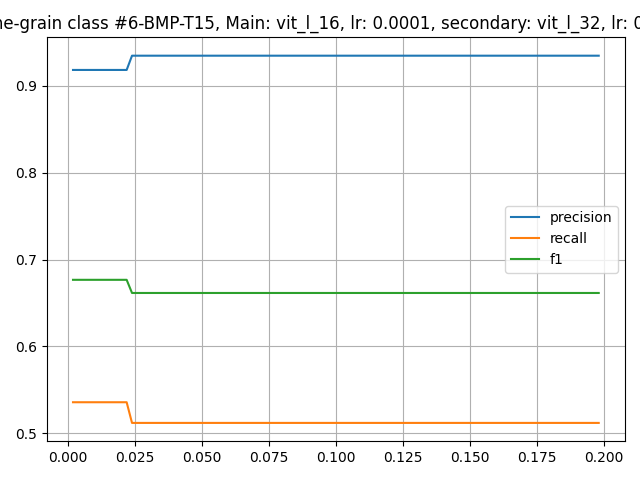 ne-grain class #6-BMP-T15, Main: vit_l_16, lr: 0.0001, secondary: vit_l_32, lr: 0
0.9
0.8
0.7
0.6
0.5
precision
recall
f1
0.000 0.025 0.050 0.075 0.100 0.125 0.150 0.175 0.200